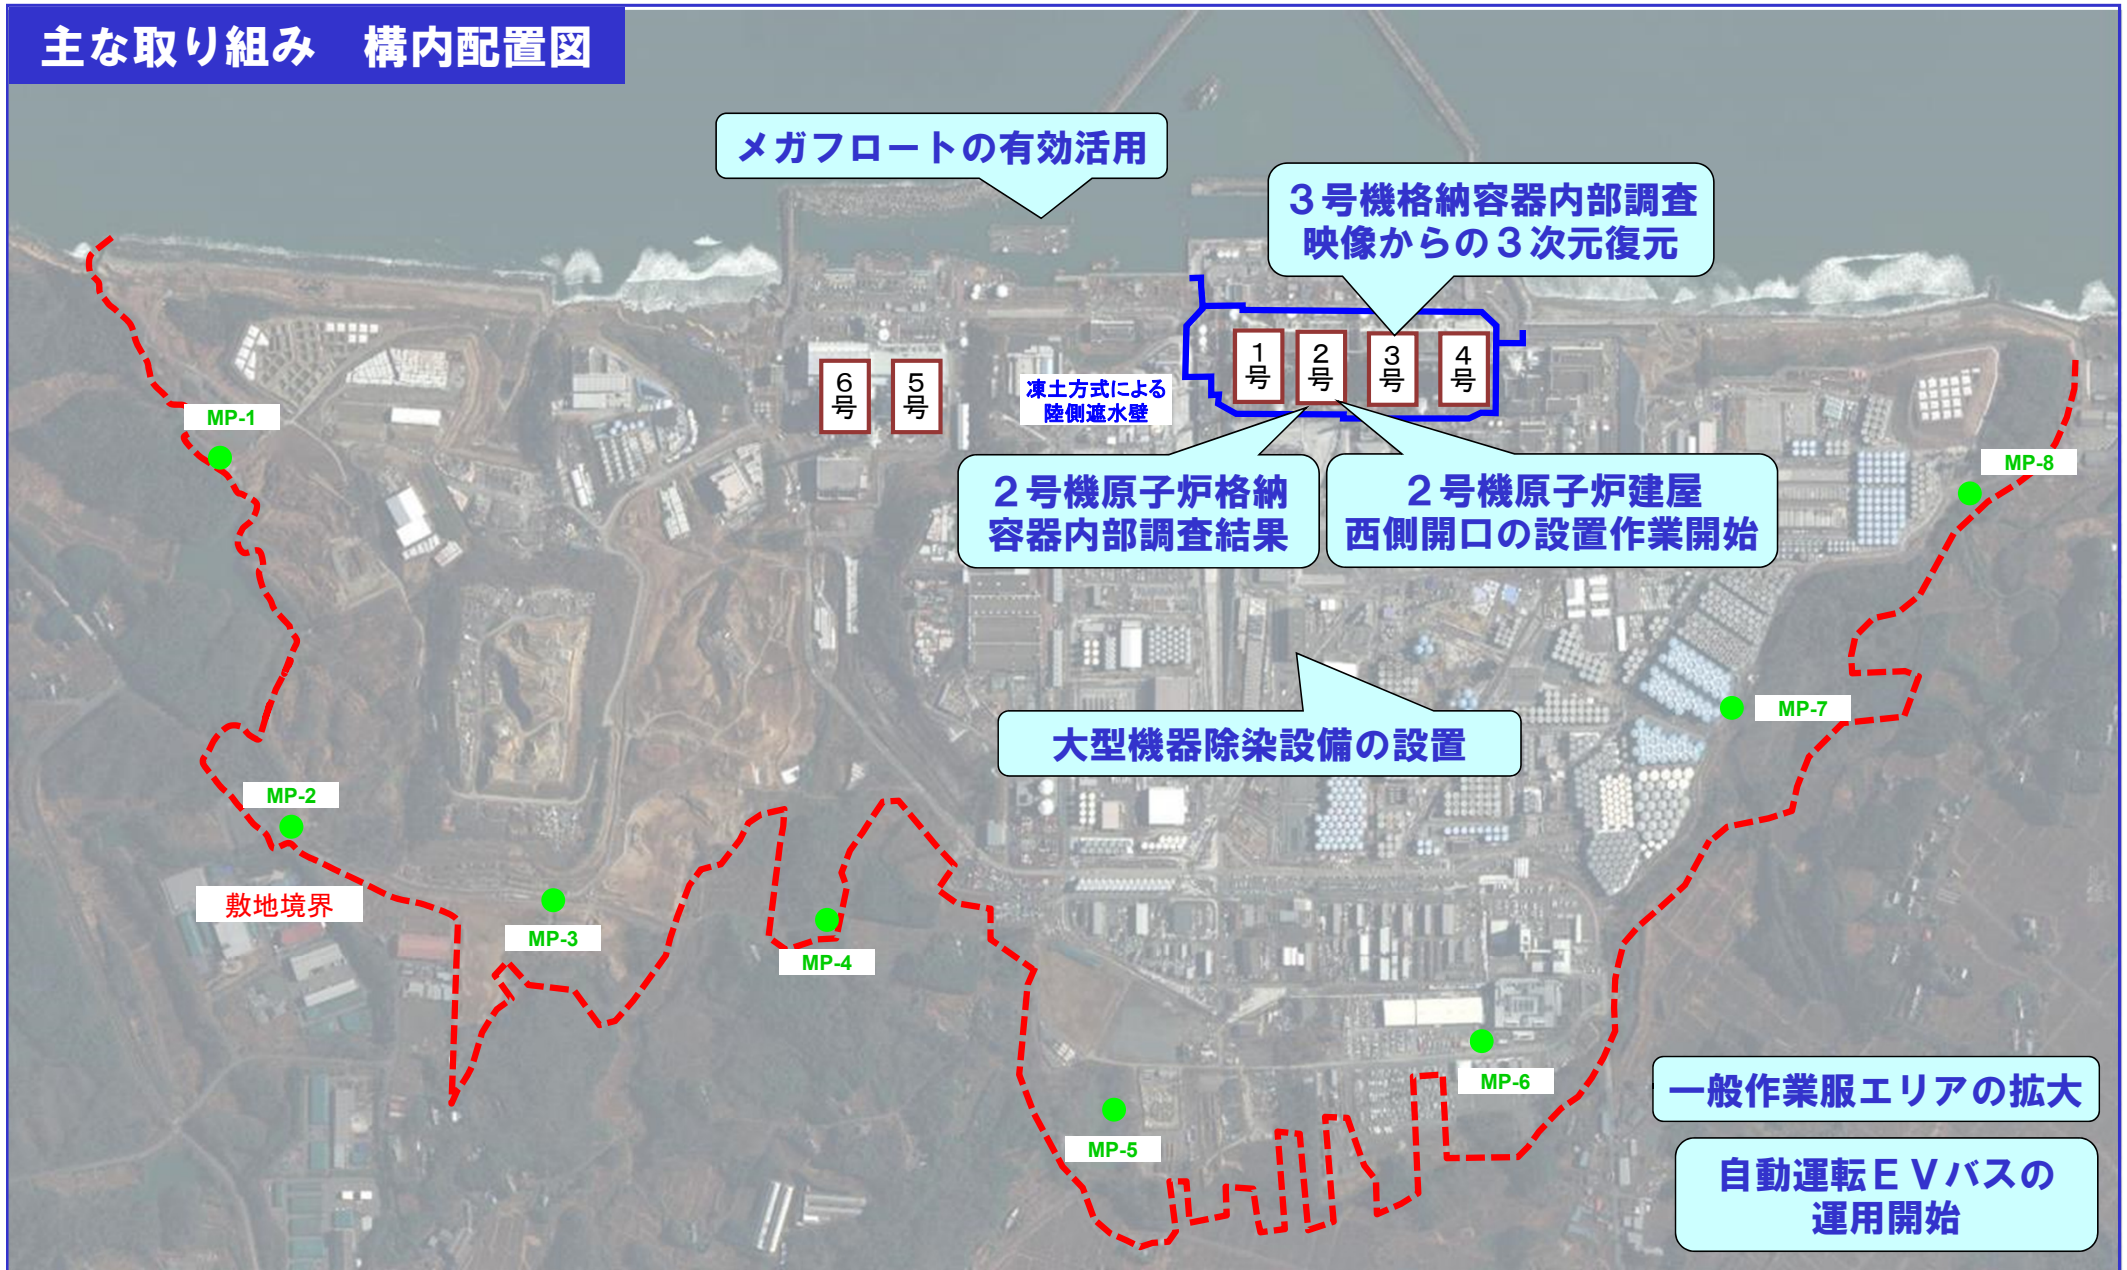 主な取り組み　構内配置図
メガフロートの有効活用
３号機格納容器内部調査
映像からの３次元復元
1
号
2
号
3
号
4
号
6
号
5
号
凍土方式による
陸側遮水壁
MP-1
MP-8
２号機原子炉格納
容器内部調査結果
２号機原子炉建屋
西側開口の設置作業開始
MP-7
大型機器除染設備の設置
MP-2
敷地境界
MP-3
MP-4
MP-6
MP-5
一般作業服エリアの拡大
自動運転ＥＶバスの
運用開始